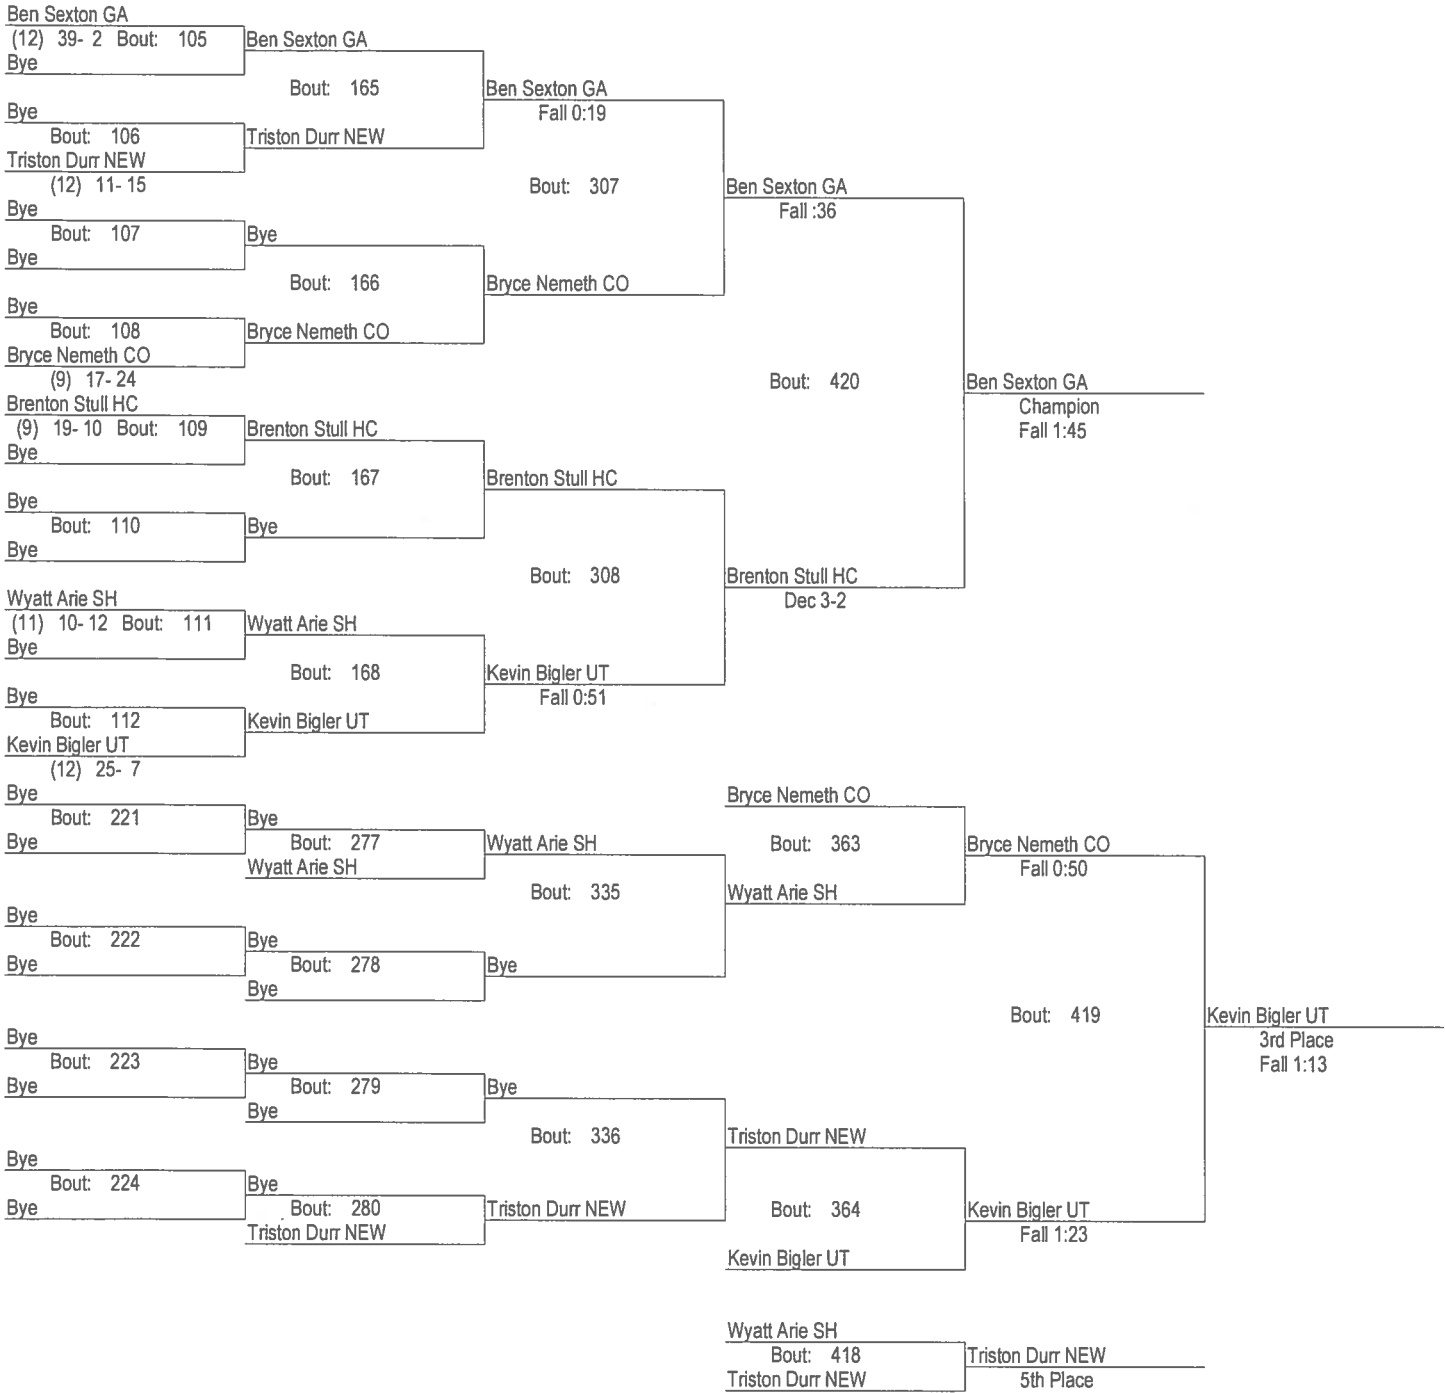 Ben Sexton GA
(12) 39- 2 Bout: 105
Bye
Ben Sexton GA
Bout: 165
Ben Sexton GA
Fall 0:19
Bye
Bout: 106
Triston Durr NEW
Triston Durr NEW
(12) 11- 15
Bout: 307
Ben Sexton GA
Fall :36
Bye
Bout: 107
Bye
Bye
Bout: 166
Bryce Nemeth CO
Bye
Bout: 108
Bryce Nemeth CO
Bryce Nemeth CO
(9) 17- 24
Bout: 420
Ben Sexton GA
Champion
Fall 1:45
Brenton Stull HC
(9) 19- 10 Bout: 109
Bye
Brenton Stull HC
Bout: 167
Brenton Stull HC
Bye
Bout: 110
Bye
Bye
Bout: 308
Brenton Stull HC
Dec 3-2
Wyatt Arie SH
(11) 10- 12 Bout: 111
Bye
Wyatt Arie SH
Bout: 168
Kevin Bigler UT
Fall 0:51
Bye
Bout: 112
Kevin Bigler UT
Kevin Bigler UT
(12) 25- 7
Bye
Bout: 221
Bye
Bye
Bout: 277
Wyatt Arie SH
Wyatt Arie SH
Bout: 335
Bryce Nemeth CO
Bout: 363
Wyatt Arie SH
Bryce Nemeth CO
Fall 0:50
Bye
Bout: 222
Bye
Bye
Bout: 278
Bye
Bye
Bout: 419
Kevin Bigler UT
3rd Place
Fall 1:13
Bye
Bout: 223
Bye
Bye
Bout: 279
Bye
Bye
Bout: 336
Triston Durr NEW
Bye
Bout: 224
Bye
Bye
Bout: 280
Triston Durr NEW
Triston Durr NEW
Bout: 364
Kevin Bigler UT
Kevin Bigler UT
Fall 1:23
Wyatt Arie SH
Bout: 418
Triston Durr NEW
Triston Durr NEW
5th Place